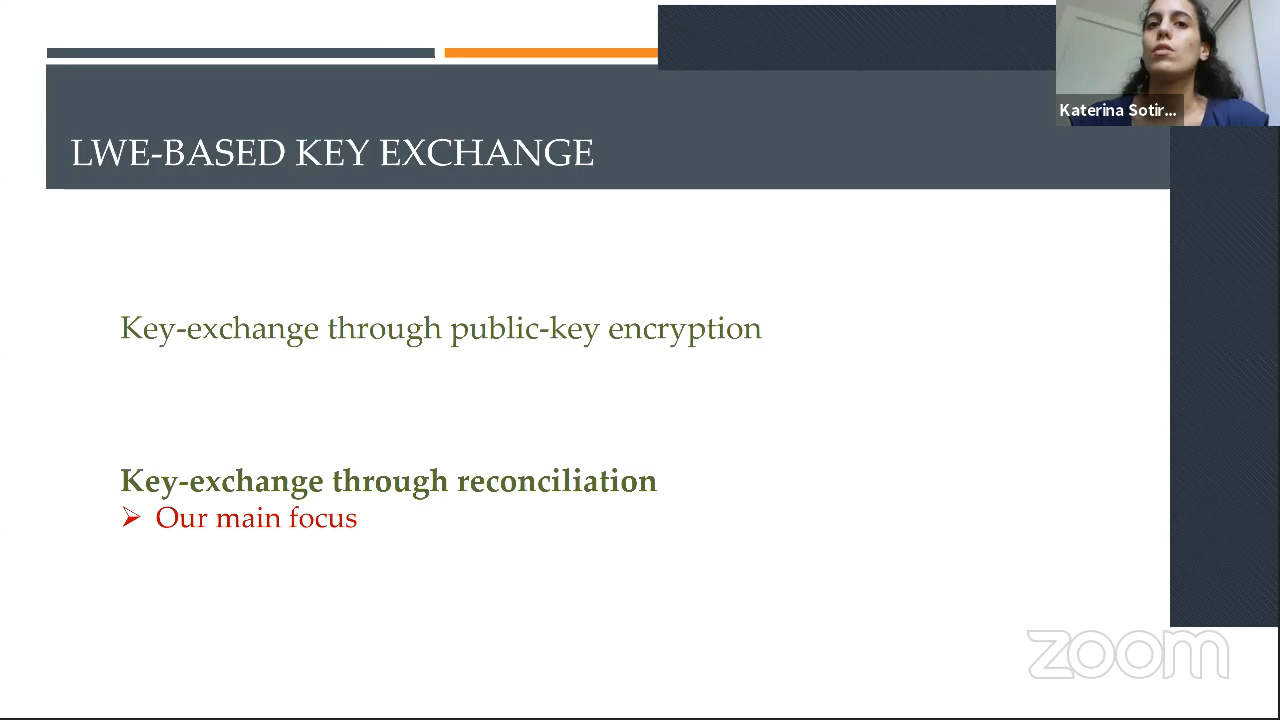 Katerina Sotir...
LWE-BASED KEY EXCHANGE
Key-exchange through public-key encryption
Key-exchange through reconciliation
➢ Our main focus
zoom